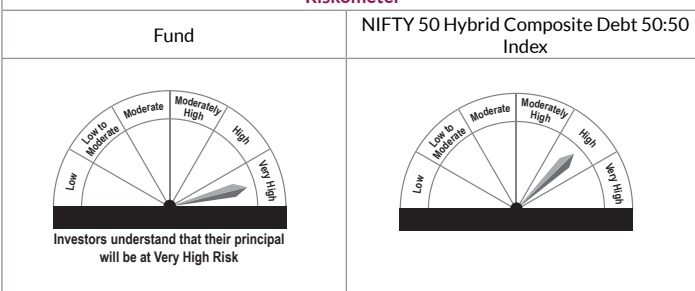 Riskometer
Fund
NIFTY 50 Hybrid Composite Debt 50:50
Index
Low
Low to
Moderate
Moderate
Moderately
High
High
Very High
Investors understand that their principal
will be at Very High Risk
Low
Low to
Moderate
Moderate
Moderately
High
High
Very High